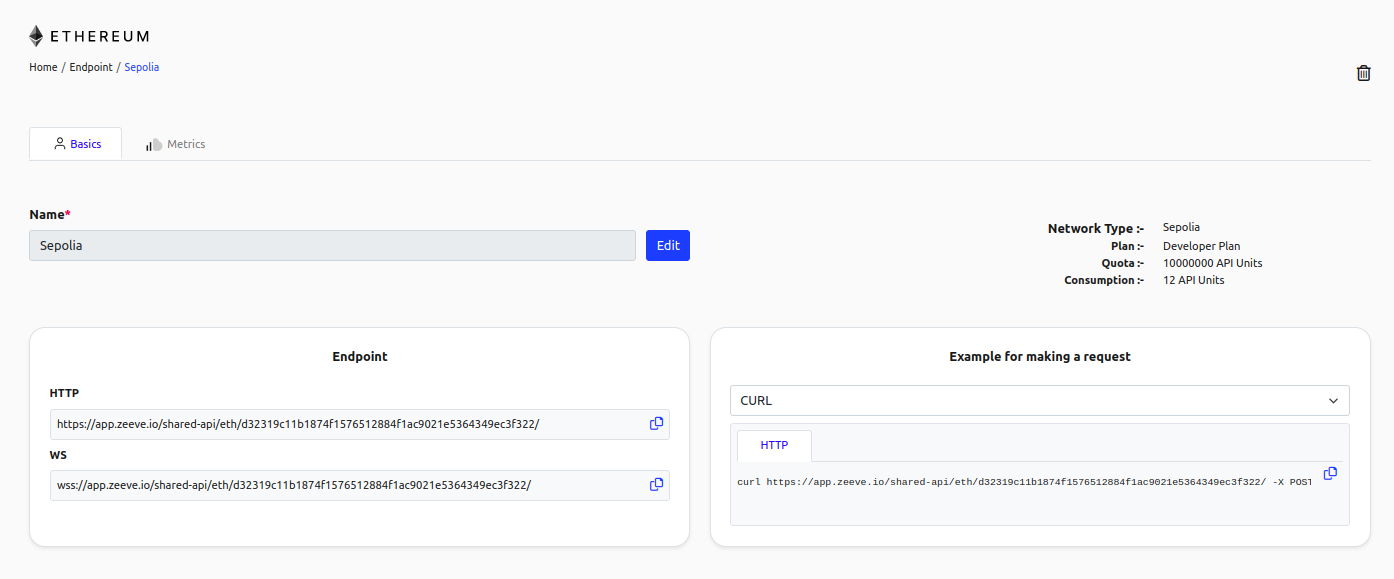 ETHEREUM
Home / Endpoint / Sepolia
Basics
Metrics
Name*
Sepolia
Edit
Network Type :- Sepolia
Plan :- Developer Plan
Quota :- 10000000 API Units
Consumption :- 12 API Units
Endpoint
HTTP
https://app.zeeve.io/shared-api/eth/d32319c11b1874f1576512884f1ac9021e5364349ec3f322/
WS
wss://app.zeeve.io/shared-api/eth/d32319c11b1874f1576512884f1ac9021e5364349ec3f322/
Example for making a request
CURL
HTTP
curl https://app.zeeve.io/shared-api/eth/d32319c11b1874f1576512884f1ac9021e5364349ec3f322/ -X POST